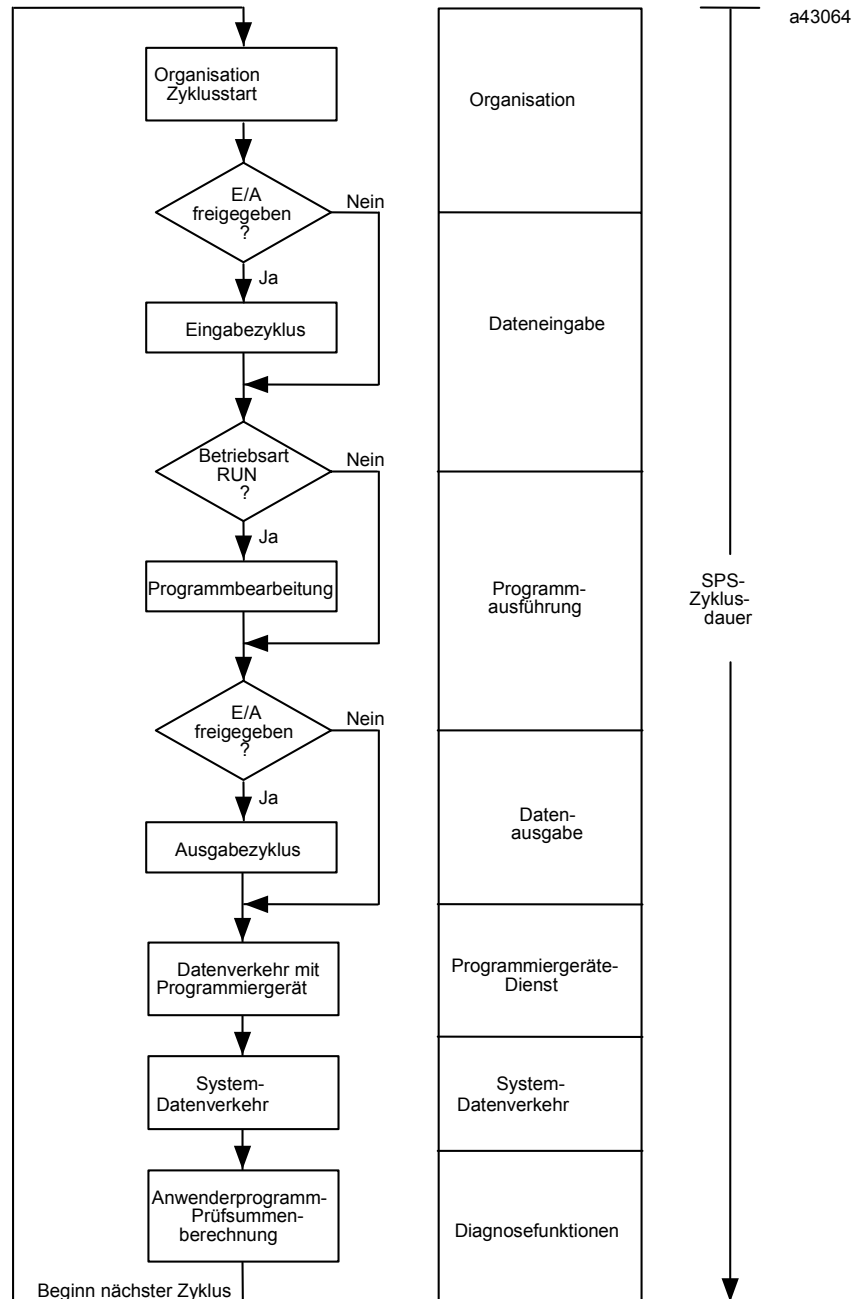 a43064
Organisation
Zyklusstart
Organisation
E/A
freigegeben
?
Nein
Ja
Eingabezyklus
Dateneingabe
Betriebsart
RUN
?
Nein
Ja
Programmbearbeitung
Programm-
ausführung
SPS-
Zyklus-
dauer
E/A
freigegeben
?
Nein
Ja
Ausgabezyklus
Daten-
ausgabe
Datenverkehr mit
Programmiergerät
Programmiergeräte-
Dienst
System-
Datenverkehr
System-
Datenverkehr
Anwenderprogramm-
Prüfsummen-
berechnung
Diagnosefunktionen
Beginn nächster Zyklus